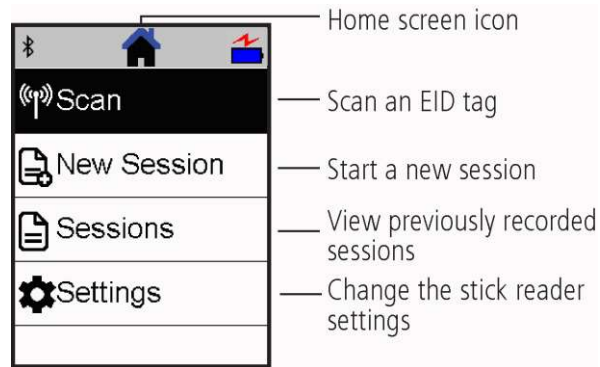 Home screen icon
Scan
Scan an EID tag
New Session
Start a new session
Sessions
View previously recorded
sessions
Settings
Change the stick reader
settings